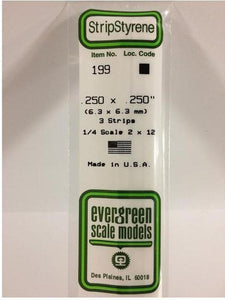 StripStyrene
Item No. Loc. Code
199
.250 x .250"
(6.3 x 6.3 mm)
3 Strips
1/4 Scale 2 x 12
Made in U.S.A.
evergreen
scale models
Des Plaines, IL 60018